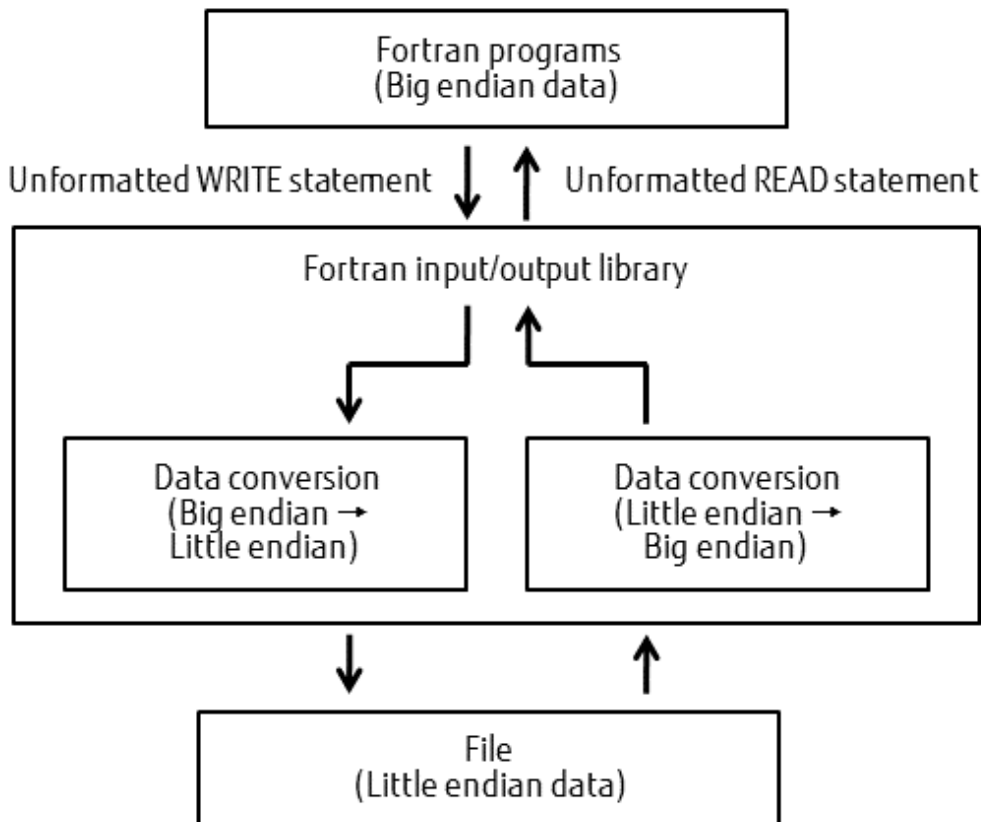 Fortran programs
(Big endian data)
Unformatted WRITE statement
Unformatted READ statement
Fortran input/output library
Data conversion
(Big endian →
Little endian)
Data conversion
(Little endian →
Big endian)
File
(Little endian data)